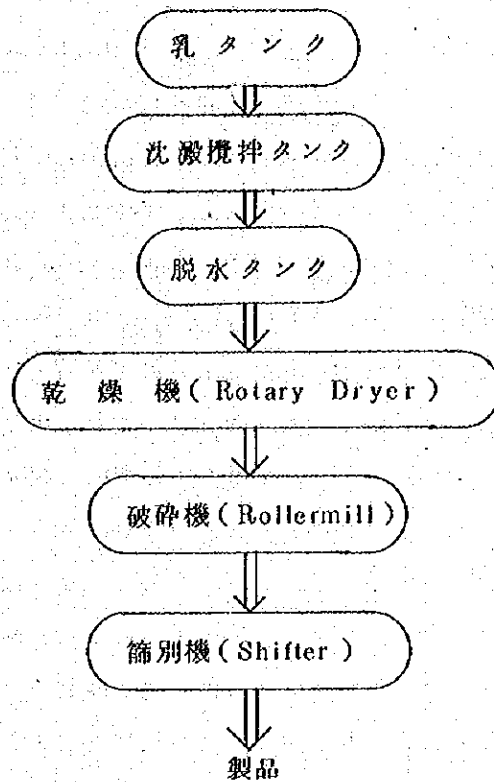 乳タンク
沈澱攪拌タンク
脱水タンク
乾燥機(Rotary Dryer)
破砕機(Rollermill)
篩別機(Shifter)
製品